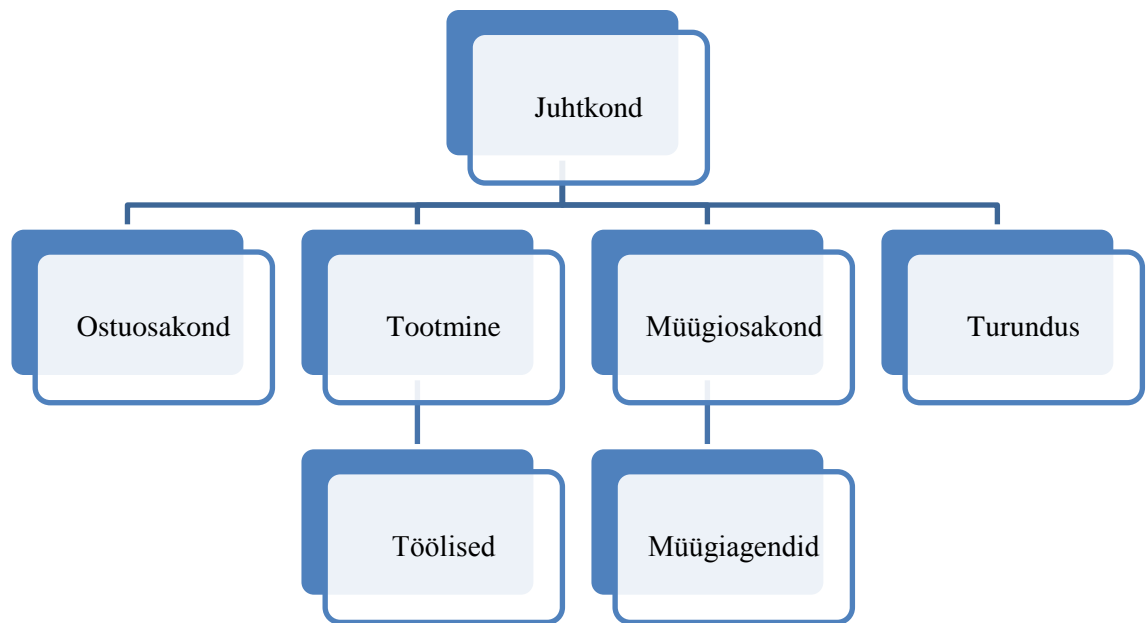 Juhtkond
Ostuosakond
Tootmine
Müügiosakond
Turundus
Töölised
Müügiagendid